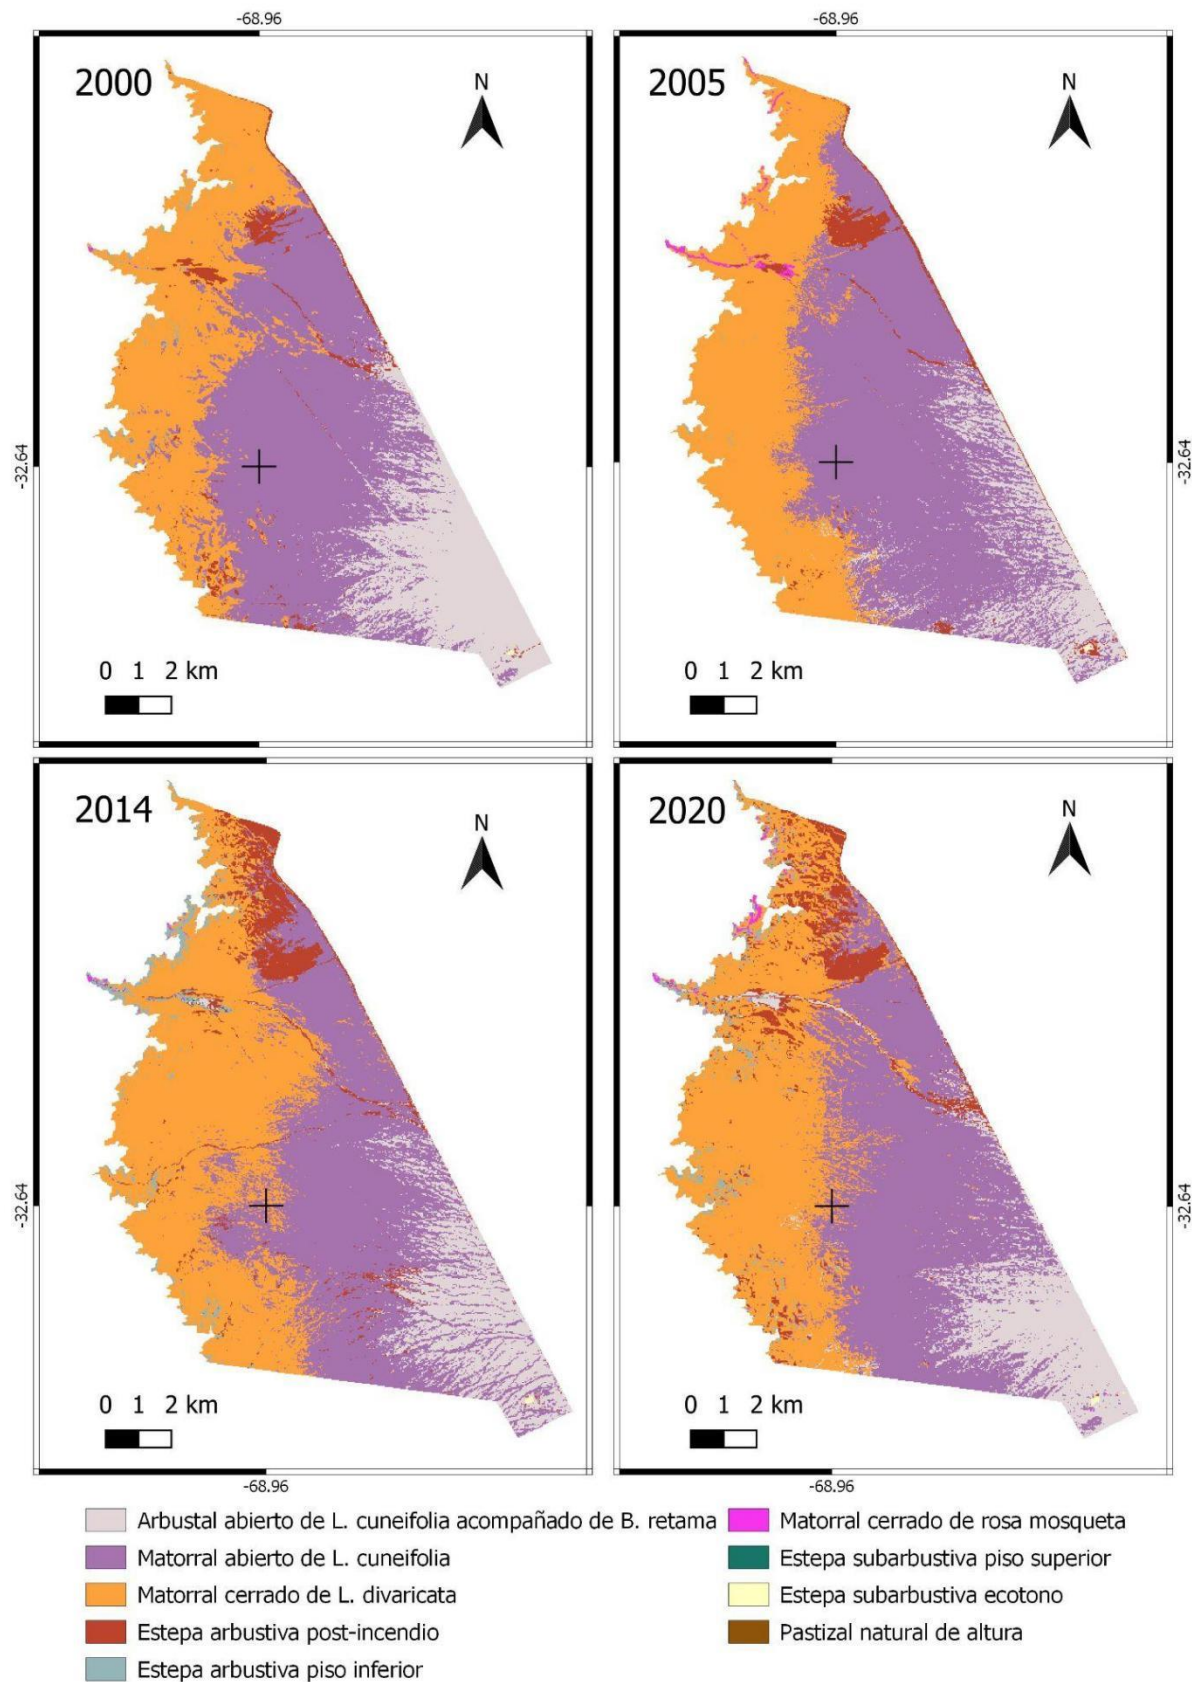 -68.96
-68.96
2000
N
2005
N
-32.64
-32.64
0 1 2 km
0 1 2 km
2014
N
2020
N
-32.64
-32.64
0 1 2 km
0 1 2 km
-68.96
-68.96
Arbustal abierto de L. cuneifolia acompañado de B. retama
Matorral abierto de L. cuneifolia
Matorral cerrado de L. divaricata
Estepa arbustiva post-incendio
Estepa arbustiva piso inferior
Matorral cerrado de rosa mosqueta
Estepa subarbustiva piso superior
Estepa subarbustiva ecotono
Pastizal natural de altura